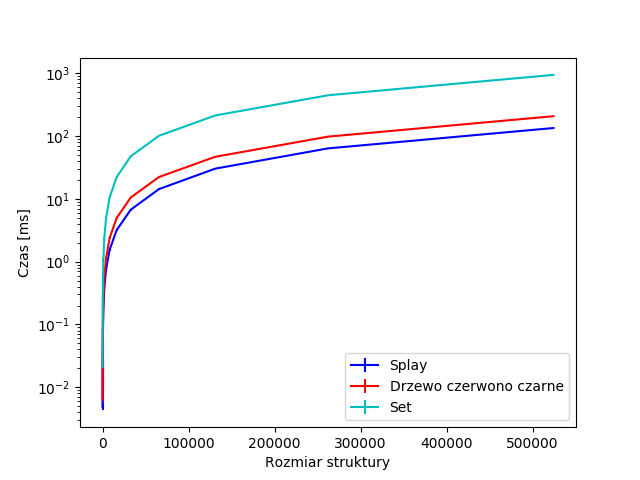 10³
10²
10¹
10⁰
10⁻¹
10⁻²
Czas [ms]
Splay
Drzewo czerwono czarne
Set
0 100000 200000 300000 400000 500000
Rozmiar struktury